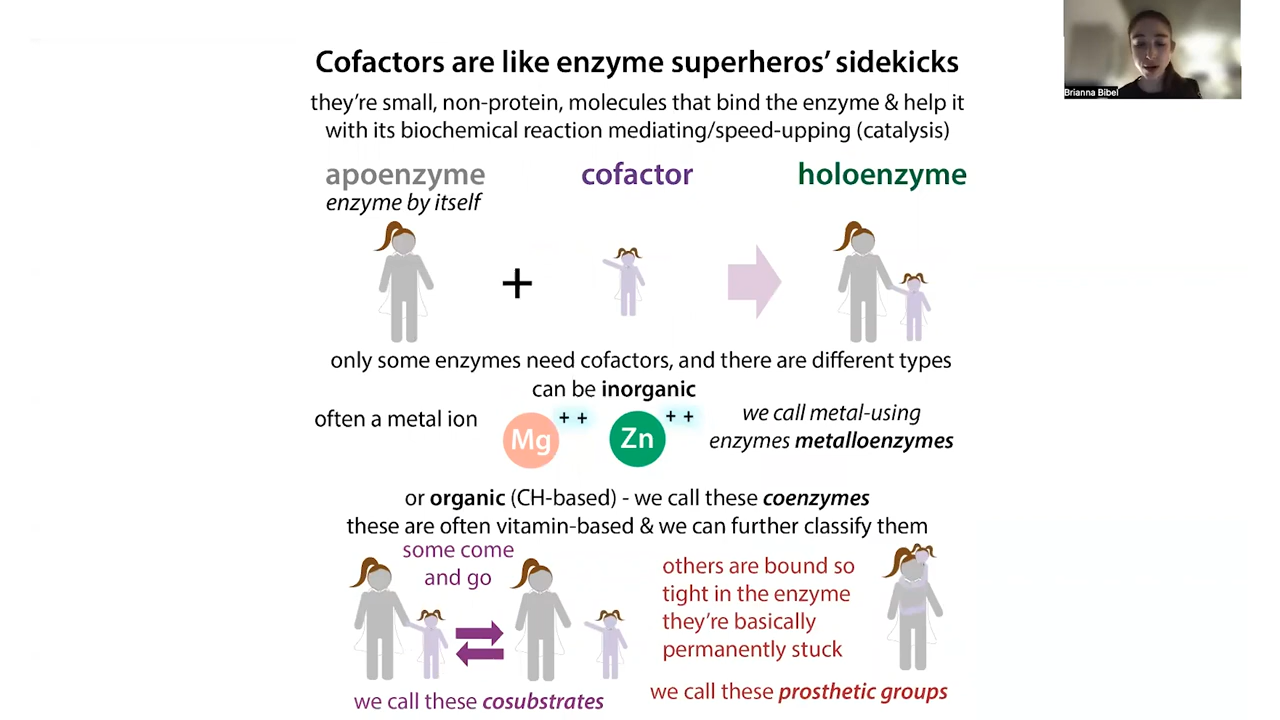 Cofactors are like enzyme superheros' sidekicks
Brianna Bibel
they're small, non-protein, molecules that bind the enzyme & help it
with its biochemical reaction mediating/speed-upping (catalysis)
apoenzyme
cofactor
holoenzyme
enzyme by itself
+
only some enzymes need cofactors, and there are different types
can be inorganic
often a metal ion
Mg ++
Zn ++
we call metal-using
enzymes metalloenzymes
or organic (CH-based) - we call these coenzymes
these are often vitamin-based & we can further classify them
some come
and go
we call these cosubstrates
others are bound so
tight in the enzyme
they're basically
permanently stuck
we call these prosthetic groups